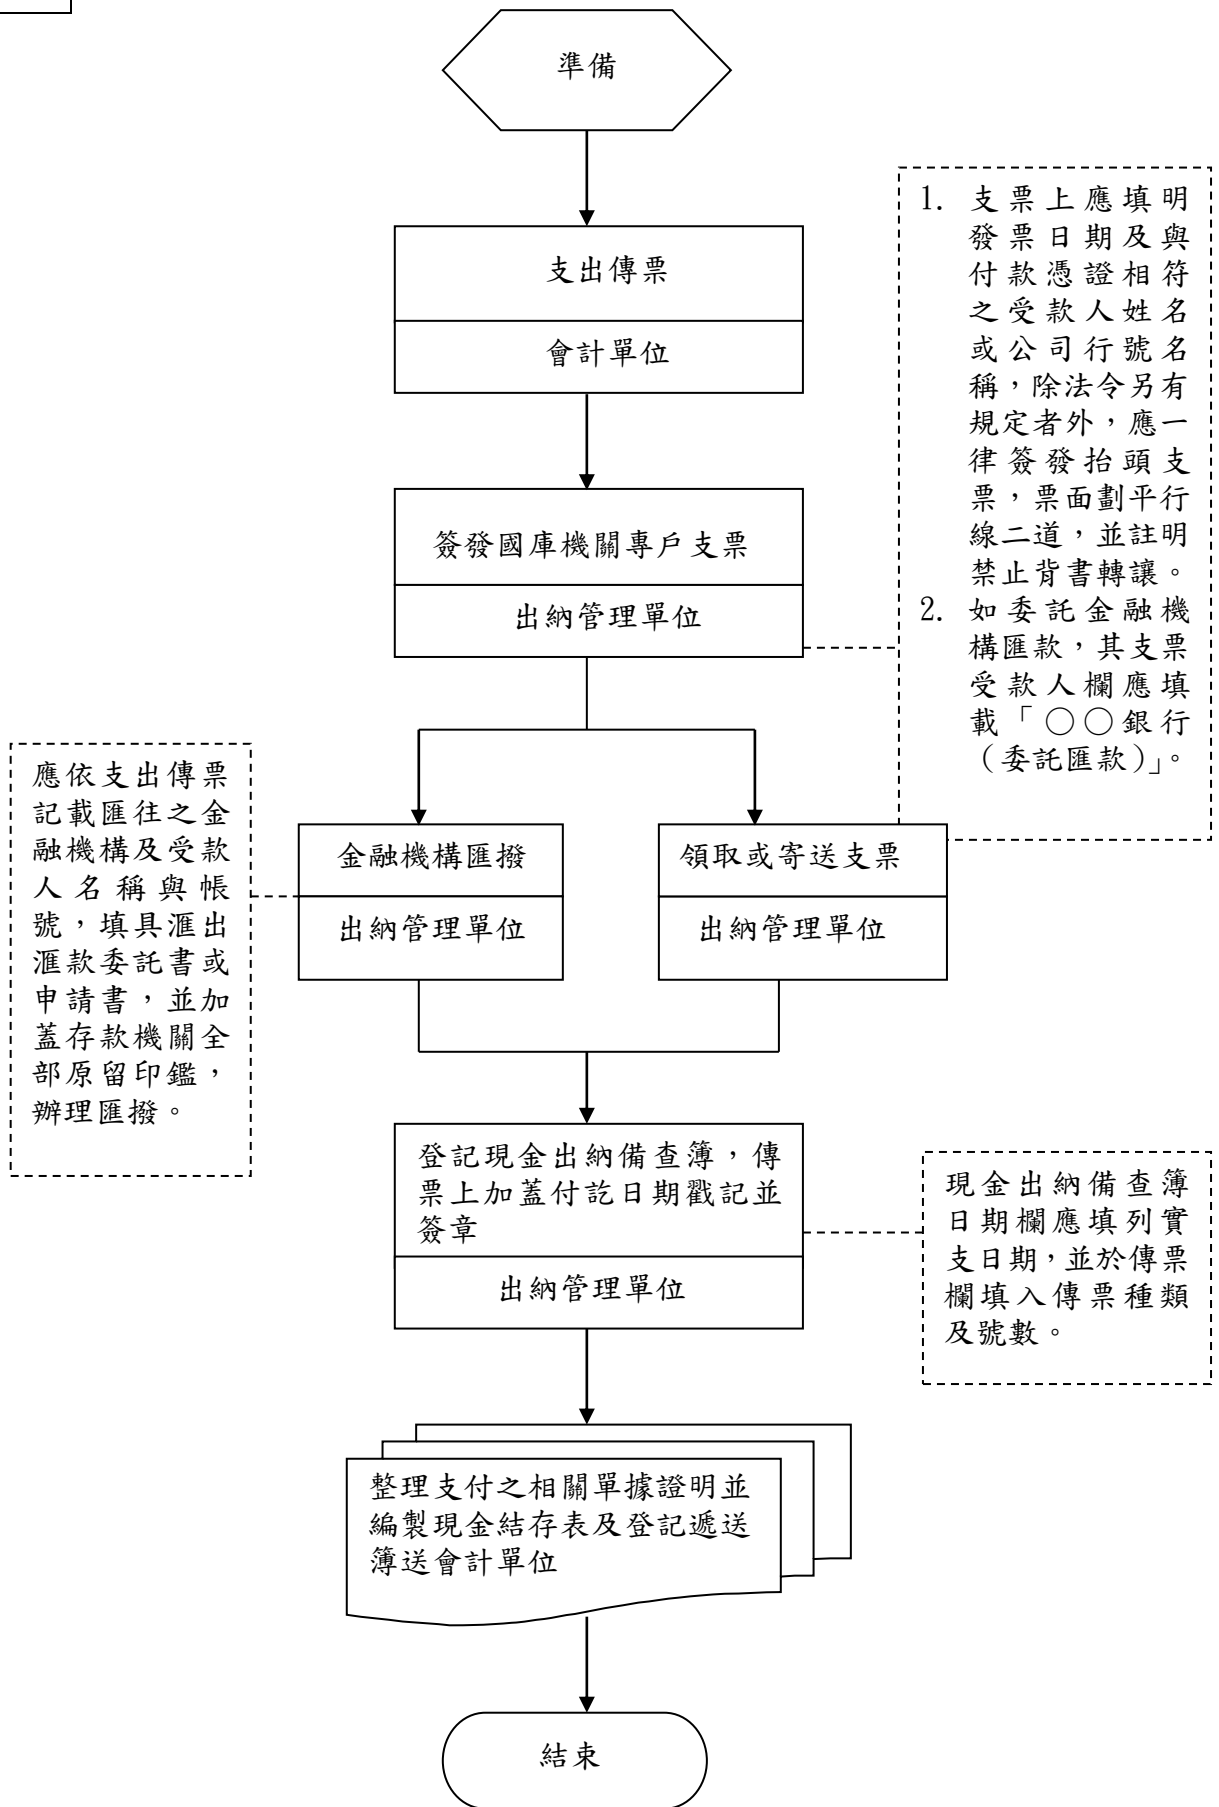 準備
支出傳票
會計單位
簽發國庫機關專戶支票
出納管理單位
1. 支票上應填明
發票日期及與
付款憑證相符
之受款人姓名
或公司行號名
稱，除法令另有
規定者外，應一
律簽發抬頭支
票，票面劃平行
線二道，並註明
禁止背書轉讓。
2. 如委託金融機
構匯款，其支票
受款人欄應填
載「○○銀行
（委託匯款）」。
應依支出傳票
記載匯往之金
融機構及受款
人名稱與帳
號，填具滙出
滙款委託書或
申請書，並加
蓋存款機關全
部原留印鑑，
辦理匯撥。
金融機構匯撥
出納管理單位
領取或寄送支票
出納管理單位
登記現金出納備查簿，傳
票上加蓋付訖日期戳記並
簽章
出納管理單位
現金出納備查簿
日期欄應填列實
支日期，並於傳票
欄填入傳票種類
及號數。
整理支付之相關單據證明並
編製現金結存表及登記遞送
簿送會計單位
結束